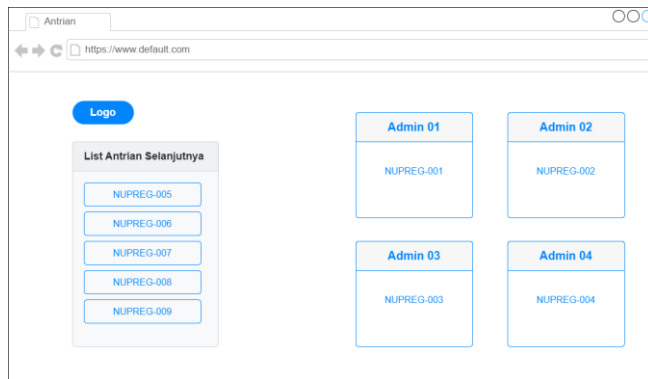 Antrian
https://www.default.com
Logo
List Antrian Selanjutnya
NUPREG-005
NUPREG-006
NUPREG-007
NUPREG-008
NUPREG-009
Admin 01
NUPREG-001
Admin 02
NUPREG-002
Admin 03
NUPREG-003
Admin 04
NUPREG-004